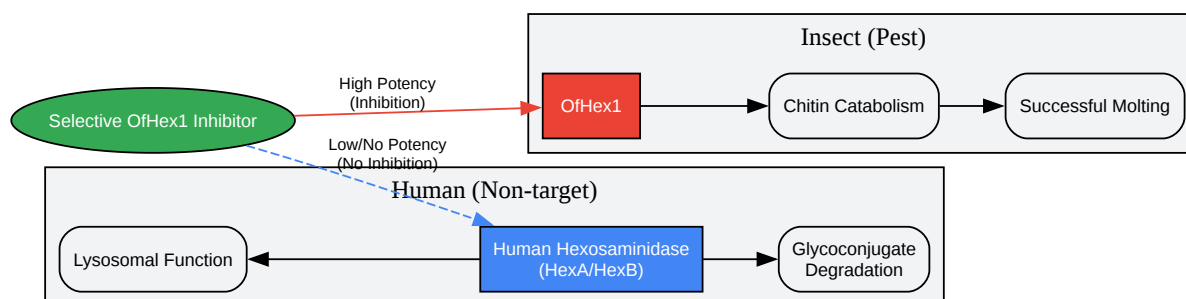 Insect (Pest)
High Potency
(Inhibition)
OfHex1
Chitin Catabolism
Successful Molting
Selective OfHex1 Inhibitor
Low/No Potency
(No Inhibition)
Human (Non-target)
Lysosomal Function
Human Hexosaminidase
(HexA/HexB)
Glycoconjugate
Degradation